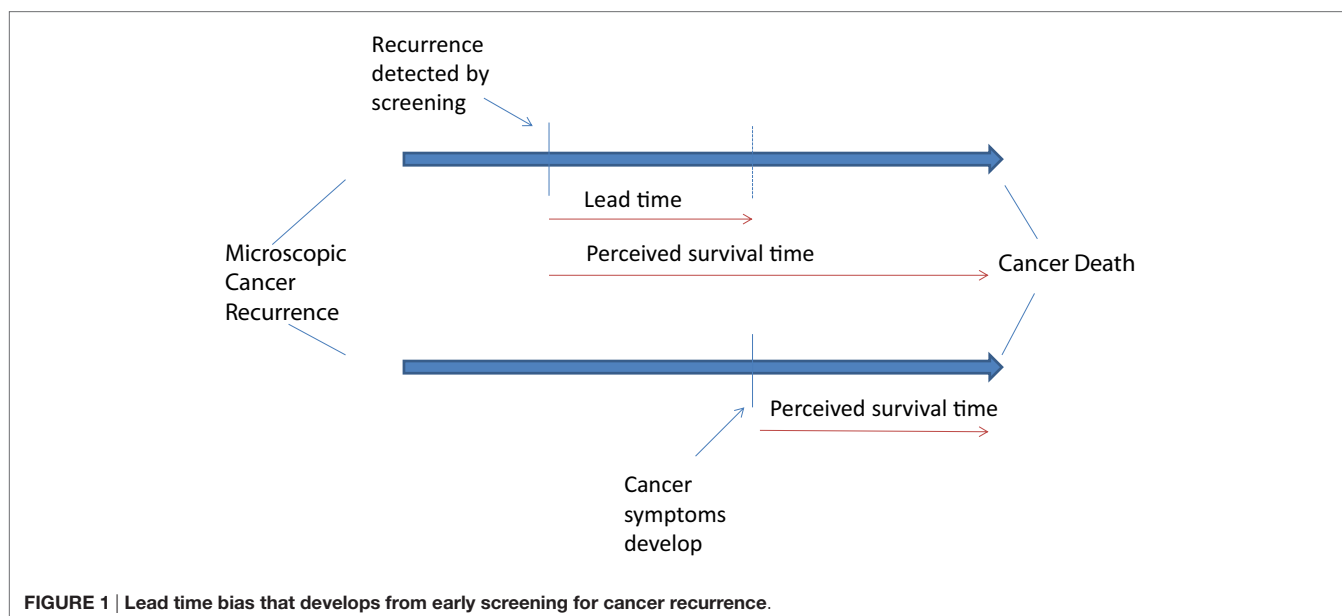 Recurrence
detected by
screening
Lead time
Perceived survival time
Microscopic
Cancer
Recurrence
Cancer Death
Perceived survival time
Cancer
symptoms
develop
FIGURE 1 | Lead time bias that develops from early screening for cancer recurrence.